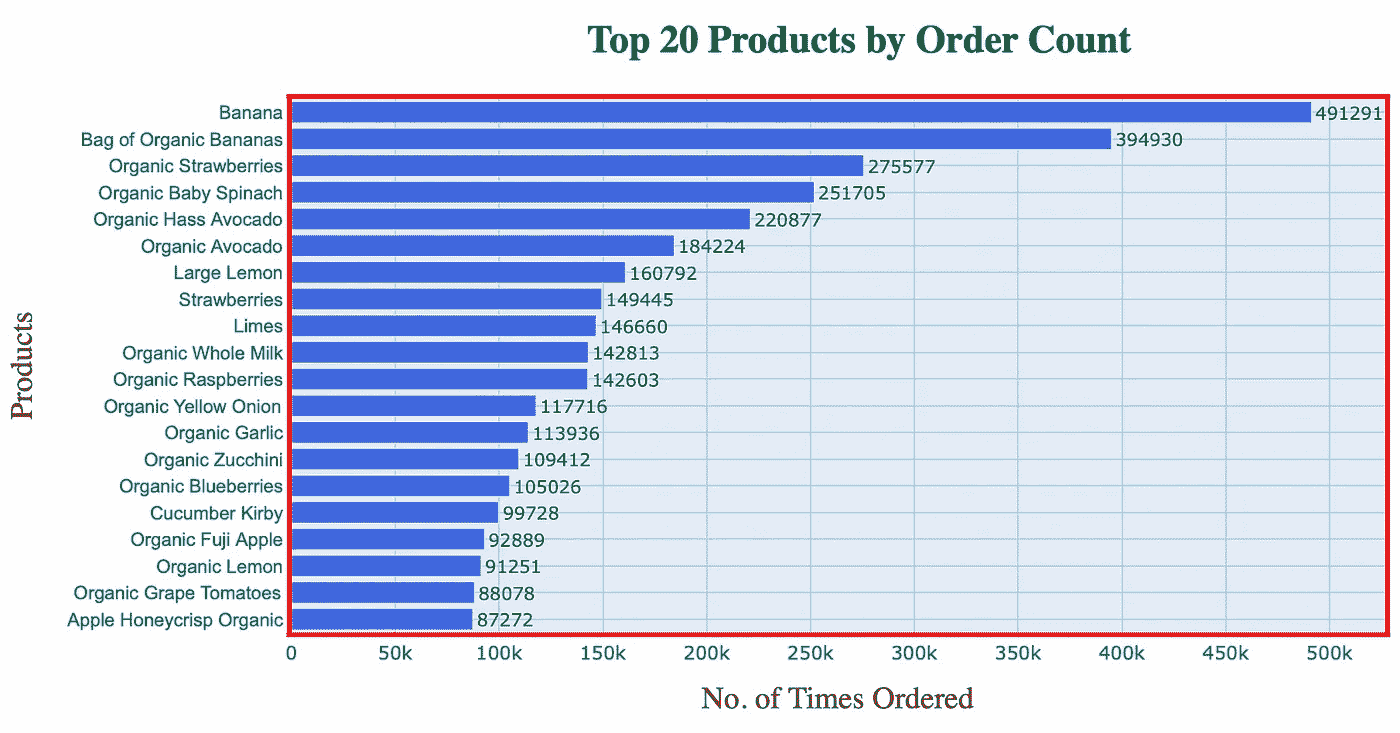 Top 20 Products by Order Count
Products
Banana 491291
Bag of Organic Bananas 394930
Organic Strawberries 275577
Organic Baby Spinach 251705
Organic Hass Avocado 220877
Organic Avocado 184224
Large Lemon 160792
Strawberries 149445
Limes 146660
Organic Whole Milk 142813
Organic Raspberries 142603
Organic Yellow Onion 117716
Organic Garlic 113936
Organic Zucchini 109412
Organic Blueberries 105026
Cucumber Kirby 99728
Organic Fuji Apple 92889
Organic Lemon 91251
Organic Grape Tomatoes 88078
Apple Honeycrisp Organic 87272
0 50k 100k 150k 200k 250k 300k 350k 400k 450k 500k
No. of Times Ordered